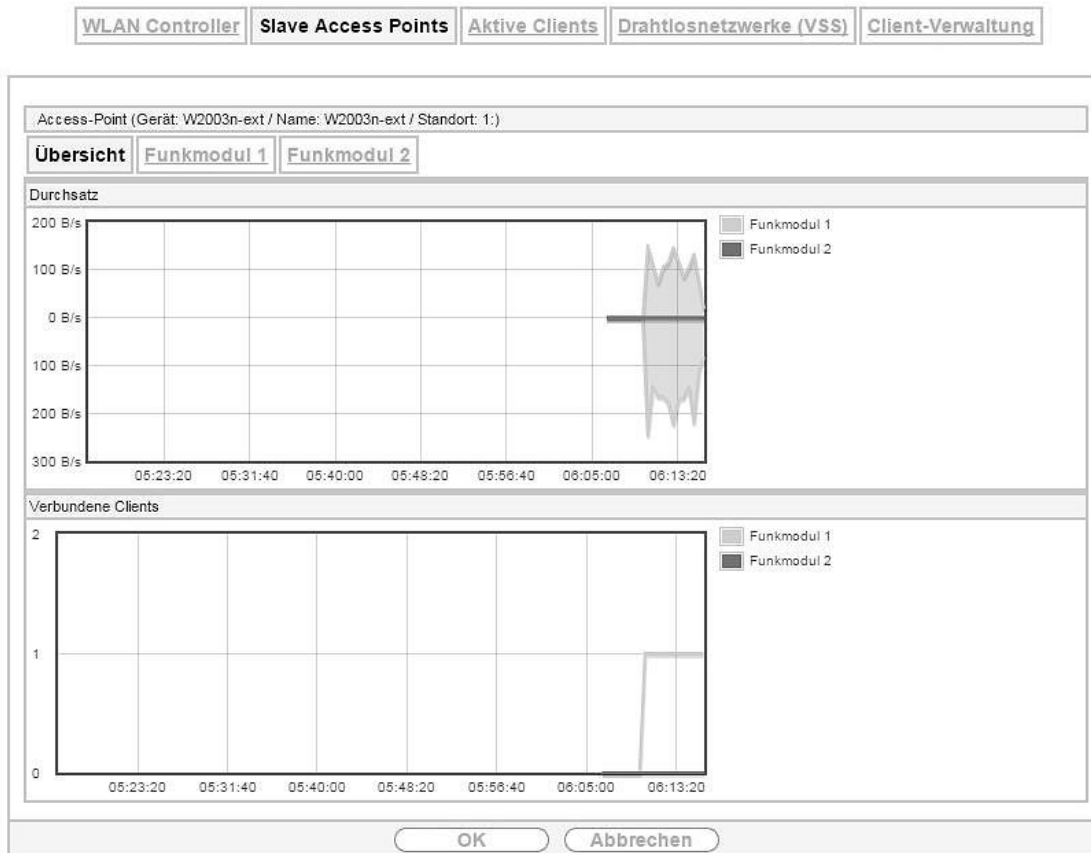 WLAN Controller Slave Access Points Aktive Clients Drahtlosnetzwerke (VSS) Client-Verwaltung
Access-Point (Gerät: W2003n-ext / Name: W2003n-ext / Standort: 1:)
Übersicht Funkmodul 1 Funkmodul 2
Durchsatz
200 B/s
100 B/s
0 B/s
100 B/s
200 B/s
300 B/s
05:23:20 05:31:40 05:40:00 05:48:20 05:56:40 06:05:00 06:13:20
Funkmodul 1
Funkmodul 2
Verbundene Clients
2
1
0
05:23:20 05:31:40 05:40:00 05:48:20 05:56:40 06:05:00 06:13:20
Funkmodul 1
Funkmodul 2
OK Abbrechen